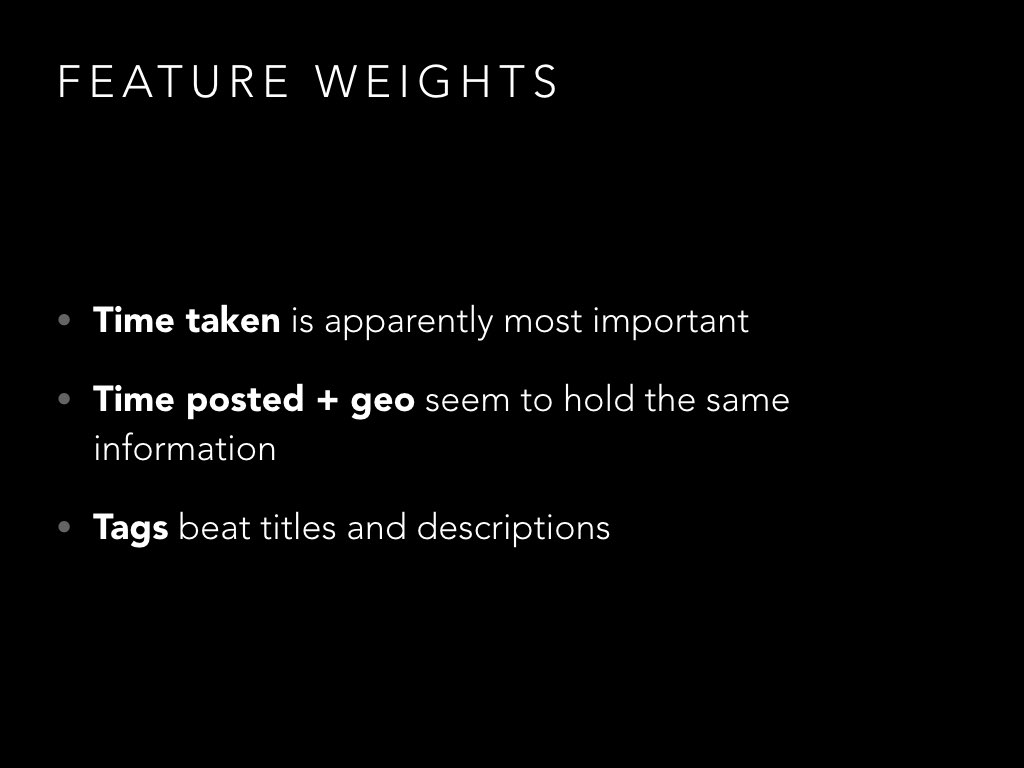 FEATURE WEIGHTS
• Time taken is apparently most important
• Time posted + geo seem to hold the same
information
• Tags beat titles and descriptions